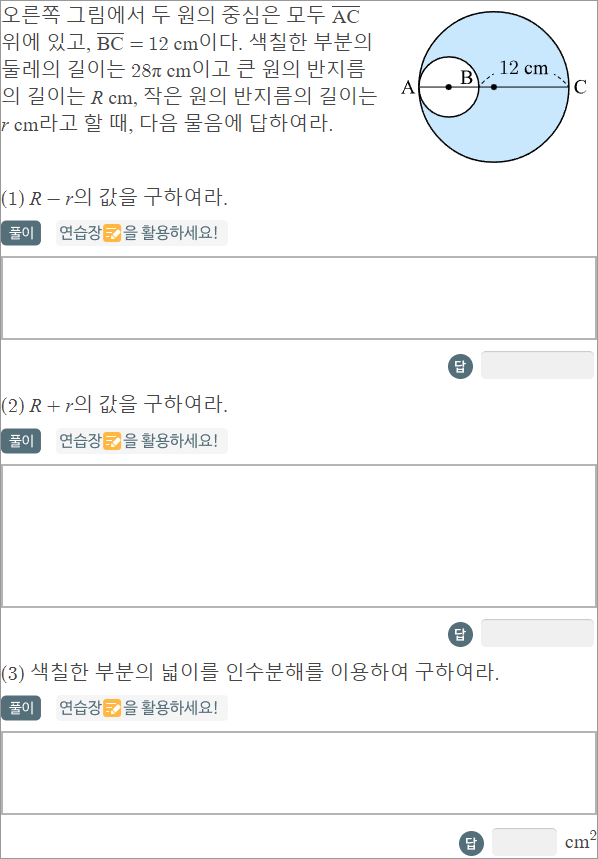 오른쪽 그림에서 두 원의 중심은 모두 AC
위에 있고, BC = 12 cm이다. 색칠한 부분의
둘레의 길이는 28π cm이고 큰 원의 반지름
의 길이는 R cm, 작은 원의 반지름의 길이는
r cm라고 할 때, 다음 물음에 답하여라.
A B 12 cm C
(1) R − r의 값을 구하여라.
풀이 연습장을 활용하세요!
답
(2) R + r의 값을 구하여라.
풀이 연습장을 활용하세요!
답
(3) 색칠한 부분의 넓이를 인수분해를 이용하여 구하여라.
풀이 연습장을 활용하세요!
답 cm²